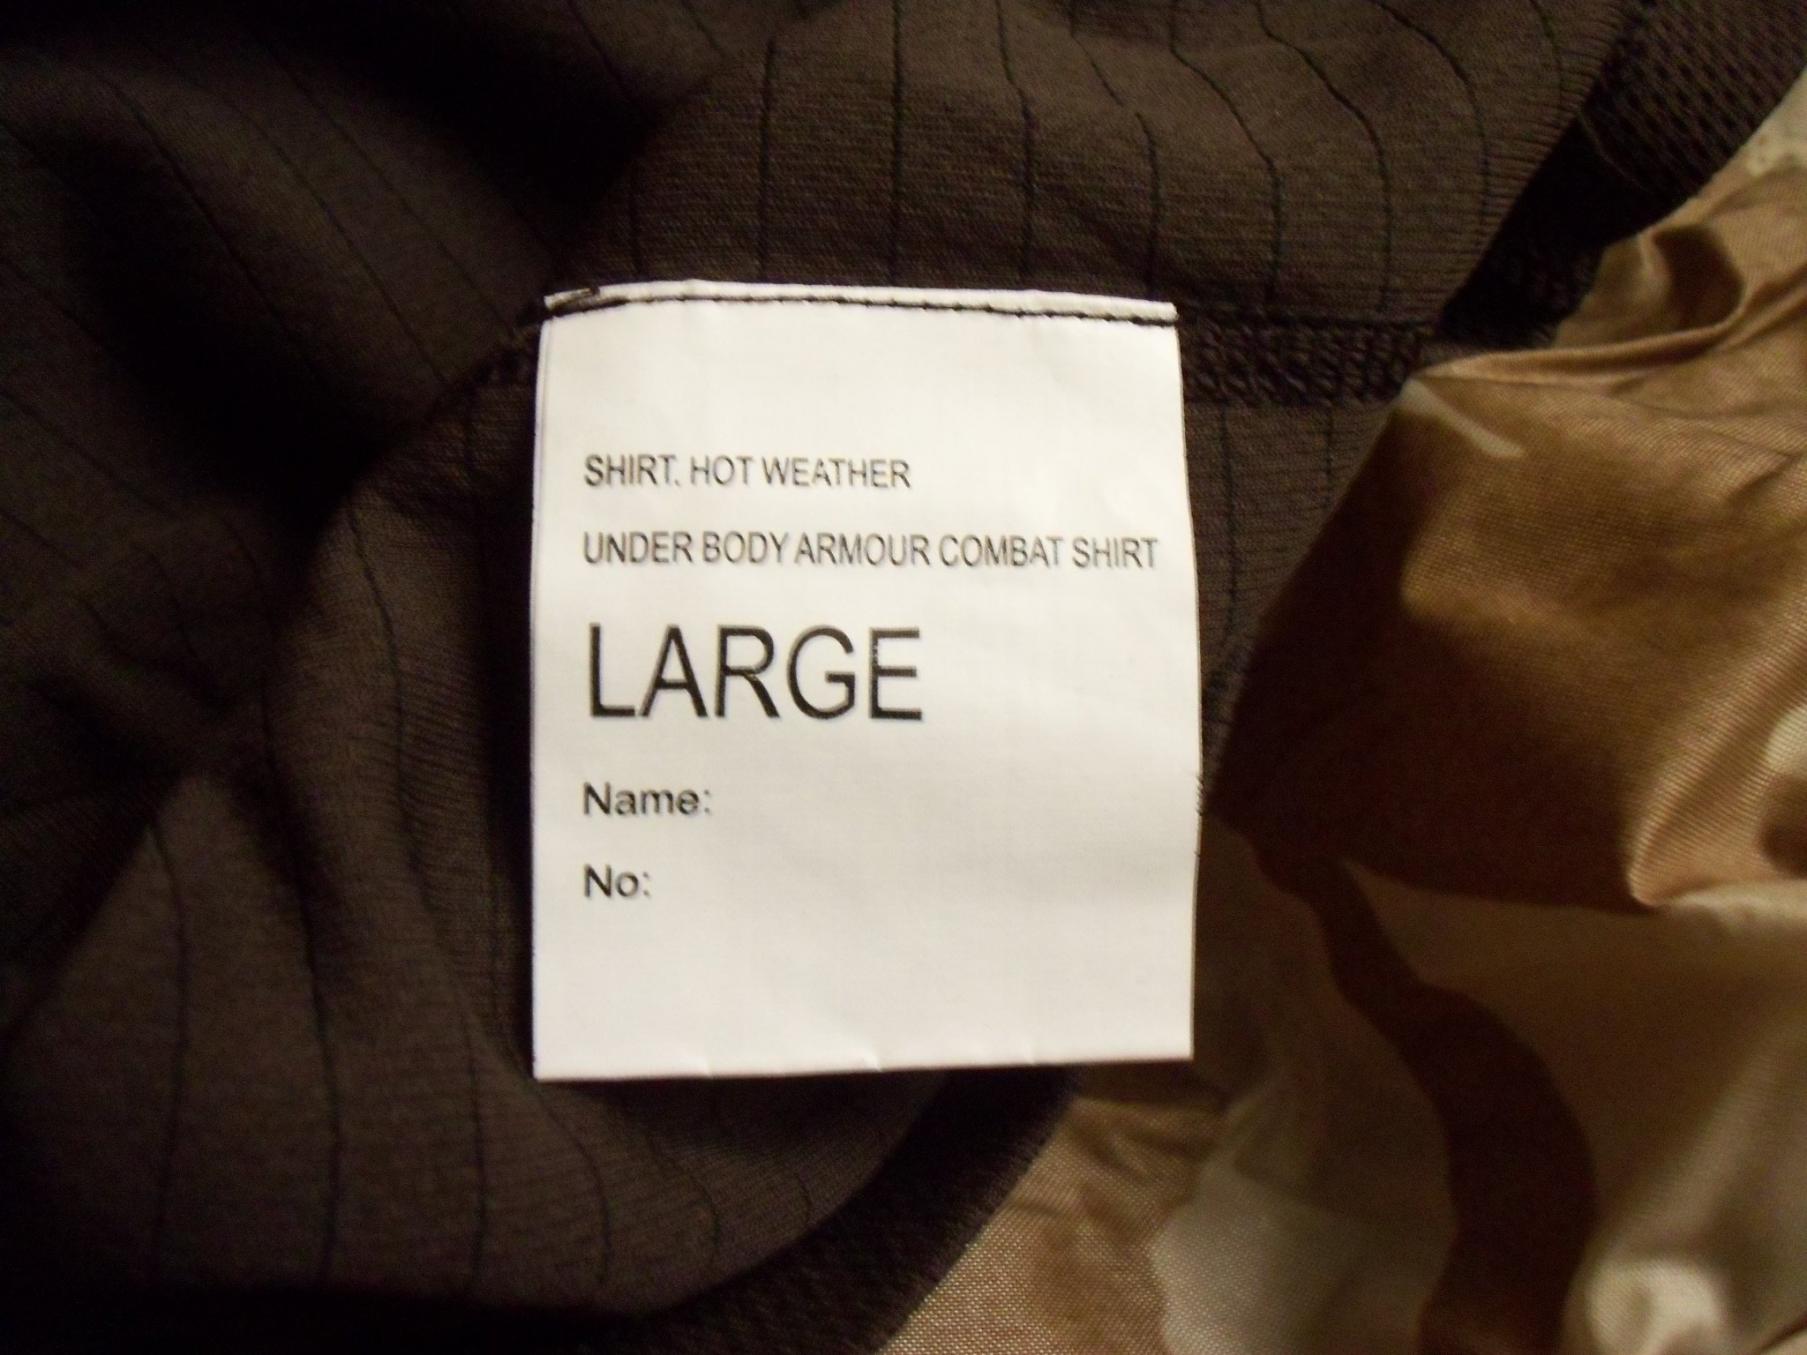 SHIRT. HOT WEATHER
UNDER BODY ARMOUR COMBAT SHIRT
LARGE
Name:
No: